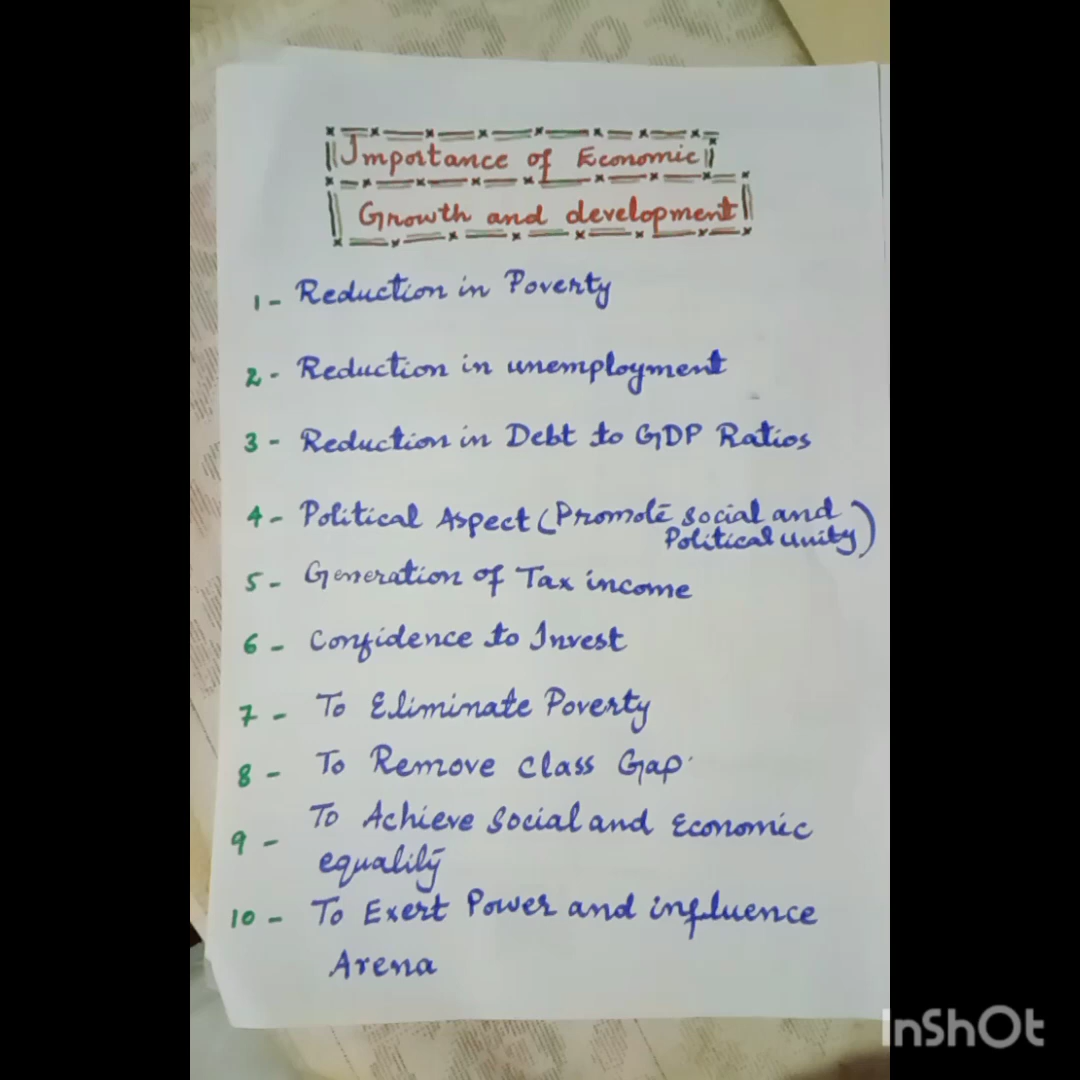 Importance of Economic
Growth and development
1 - Reduction in Poverty
2 - Reduction in unemployment
3 - Reduction in Debt to GDP Ratios
4 - Political Aspect (Promote social and
Political unity)
5 - Generation of Tax income
6 - Confidence to Invest
7 - To Eliminate Poverty
8 - To Remove class Gap
9 - To Achieve Social and Economic
equality
10 - To Exert Power and influence
Arena
InShOt